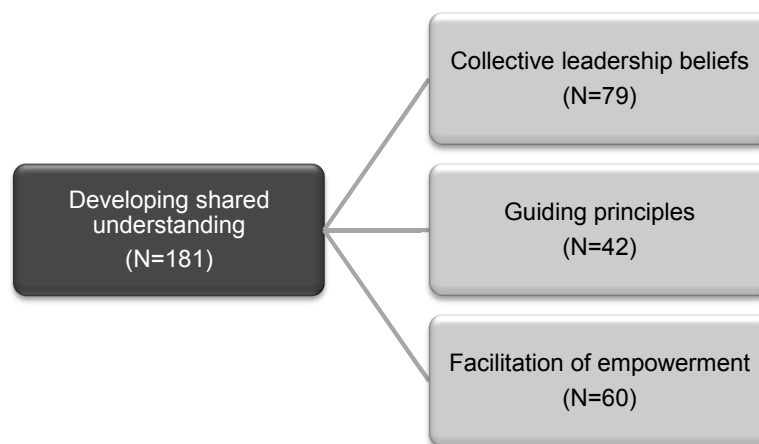 Developing shared
understanding
(N=181)
Collective leadership beliefs
(N=79)
Guiding principles
(N=42)
Facilitation of empowerment
(N=60)